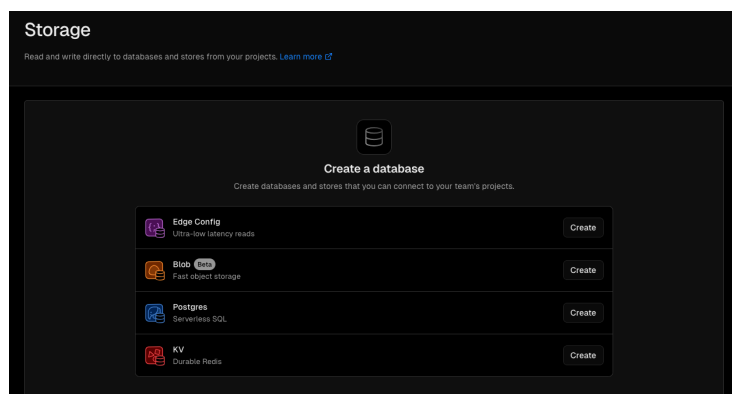 Storage
Read and write directly to databases and stores from your projects. Learn more
Create a database
Create databases and stores that you can connect to your team's projects.
Edge Config
Ultra-low latency reads
Create
Blob Beta
Fast object storage
Create
Postgres
Serverless SQL
Create
KV
Durable Redis
Create